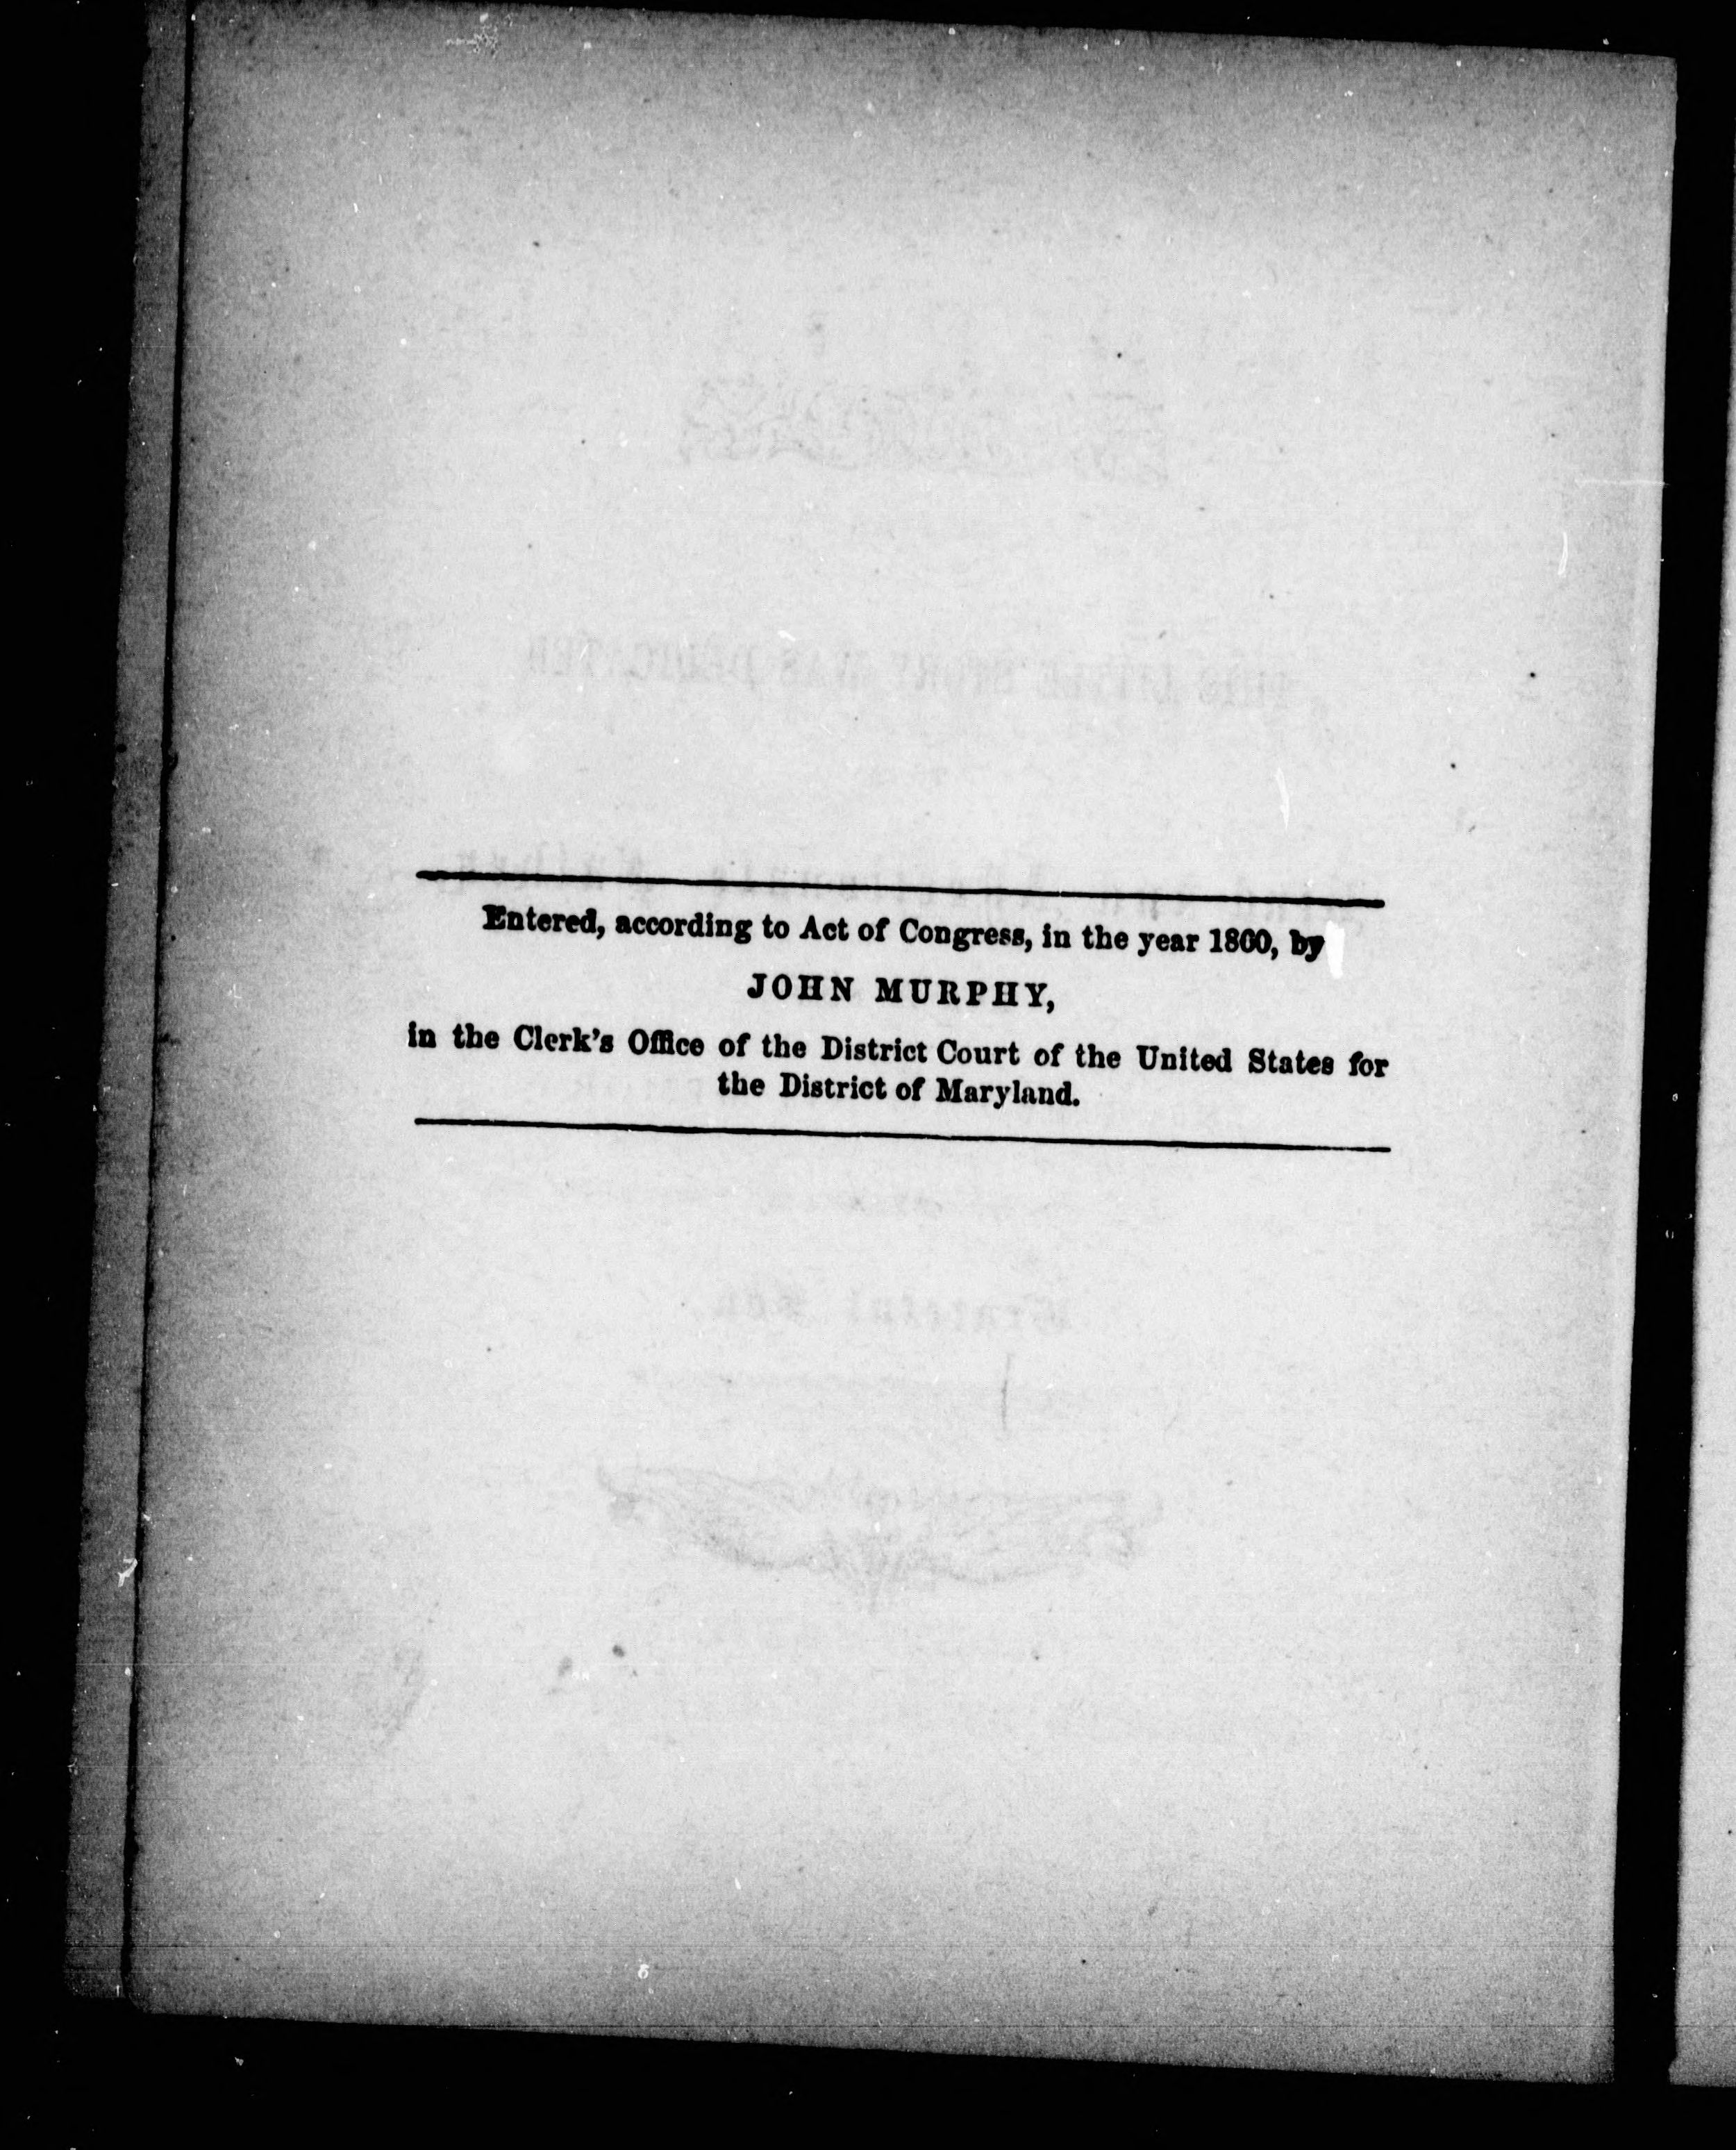 Entered, according to Act of Congress, in the year 1860, by
JOHN MURPHY,
in the Clerk's Office of the District Court of the United States for
the District of Maryland.